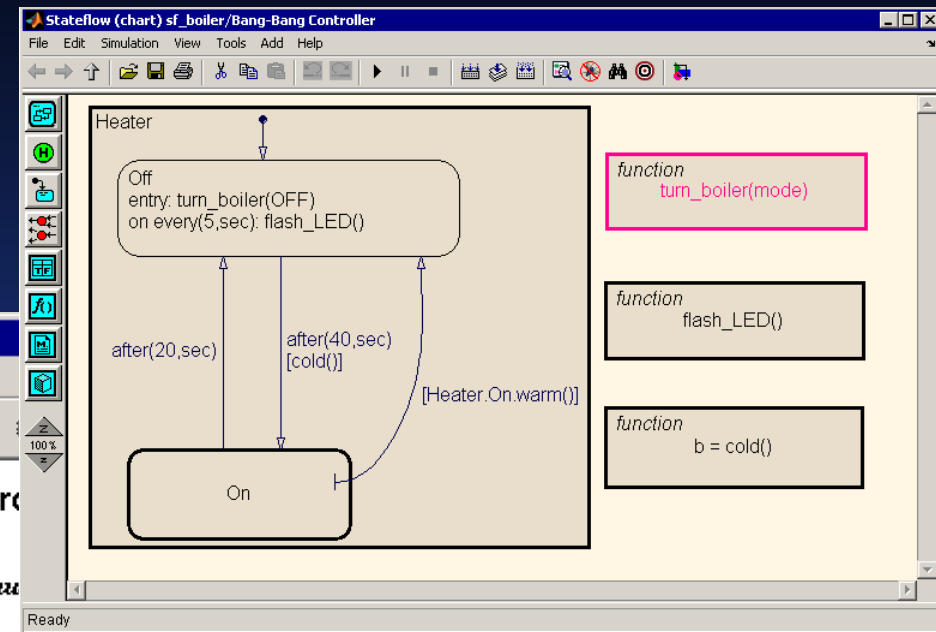 Stateflow (chart) sf_boiler/Bang-Bang Controller
File Edit Simulation View Tools Add Help
Heater
Off
entry: turn_boiler(OFF)
on every(5,sec): flash_LED()
after(20,sec)
after(40,sec)
[cold()]
[Heater.On.warm()]
On
function
turn_boiler(mode)
function
flash_LED()
function
b = cold()
H
TF
f()
M
Z
100 %
Z
Ready